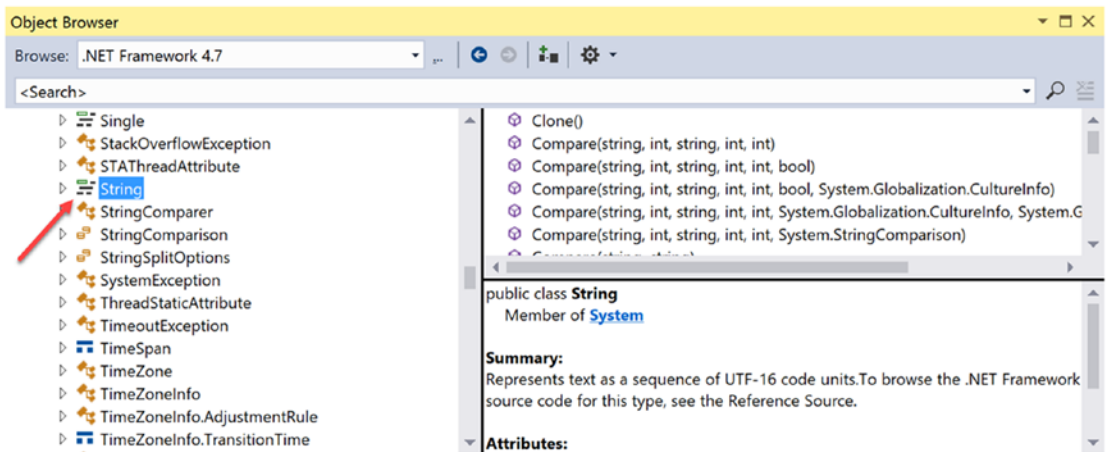 Object Browser
Browse: .NET Framework 4.7
<Search>
Single
StackOverflowException
STAThreadAttribute
String
StringComparer
StringComparison
StringSplitOptions
SystemException
ThreadStaticAttribute
TimeoutException
TimeSpan
TimeZone
TimeZoneInfo
TimeZoneInfo.AdjustmentRule
TimeZoneInfo.TransitionTime
Clone()
Compare(string, int, string, int, int)
Compare(string, int, string, int, int, bool)
Compare(string, int, string, int, int, bool, System.Globalization.CultureInfo)
Compare(string, int, string, int, int, System.Globalization.CultureInfo, System.G
Compare(string, int, string, int, int, System.StringComparison)
Compare(string, string)
public class String
Member of System
Summary:
Represents text as a sequence of UTF-16 code units.To browse the .NET Framework
source code for this type, see the Reference Source.
Attributes: